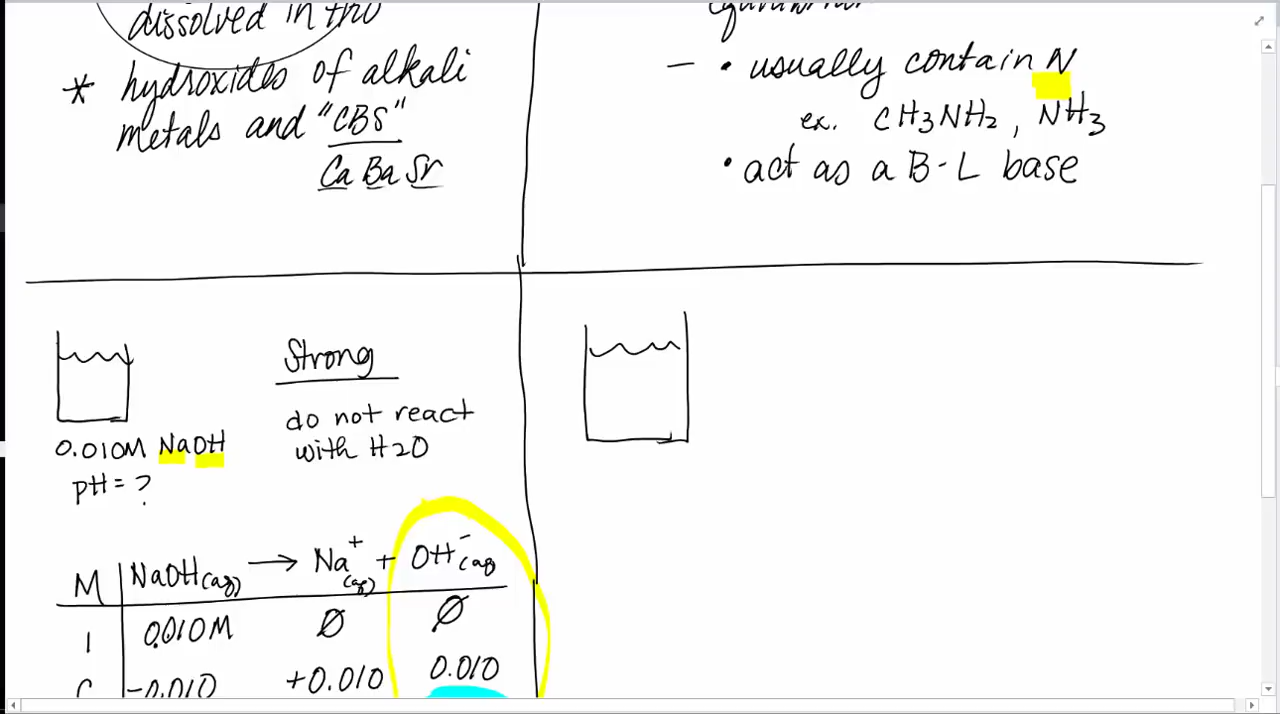 dissolved in H2O
* hydroxides of alkali
metals and "CBS"
Ca Ba Sr
- • usually contain N
ex. CH3NH2, NH3
• act as a B-L base
0.010M NaOH
pH = ?
Strong
do not react
with H2O
M NaOH(aq) → Na+(aq) + OH-(aq)
I 0.010M Ø Ø
C -0.010 +0.010 0.010